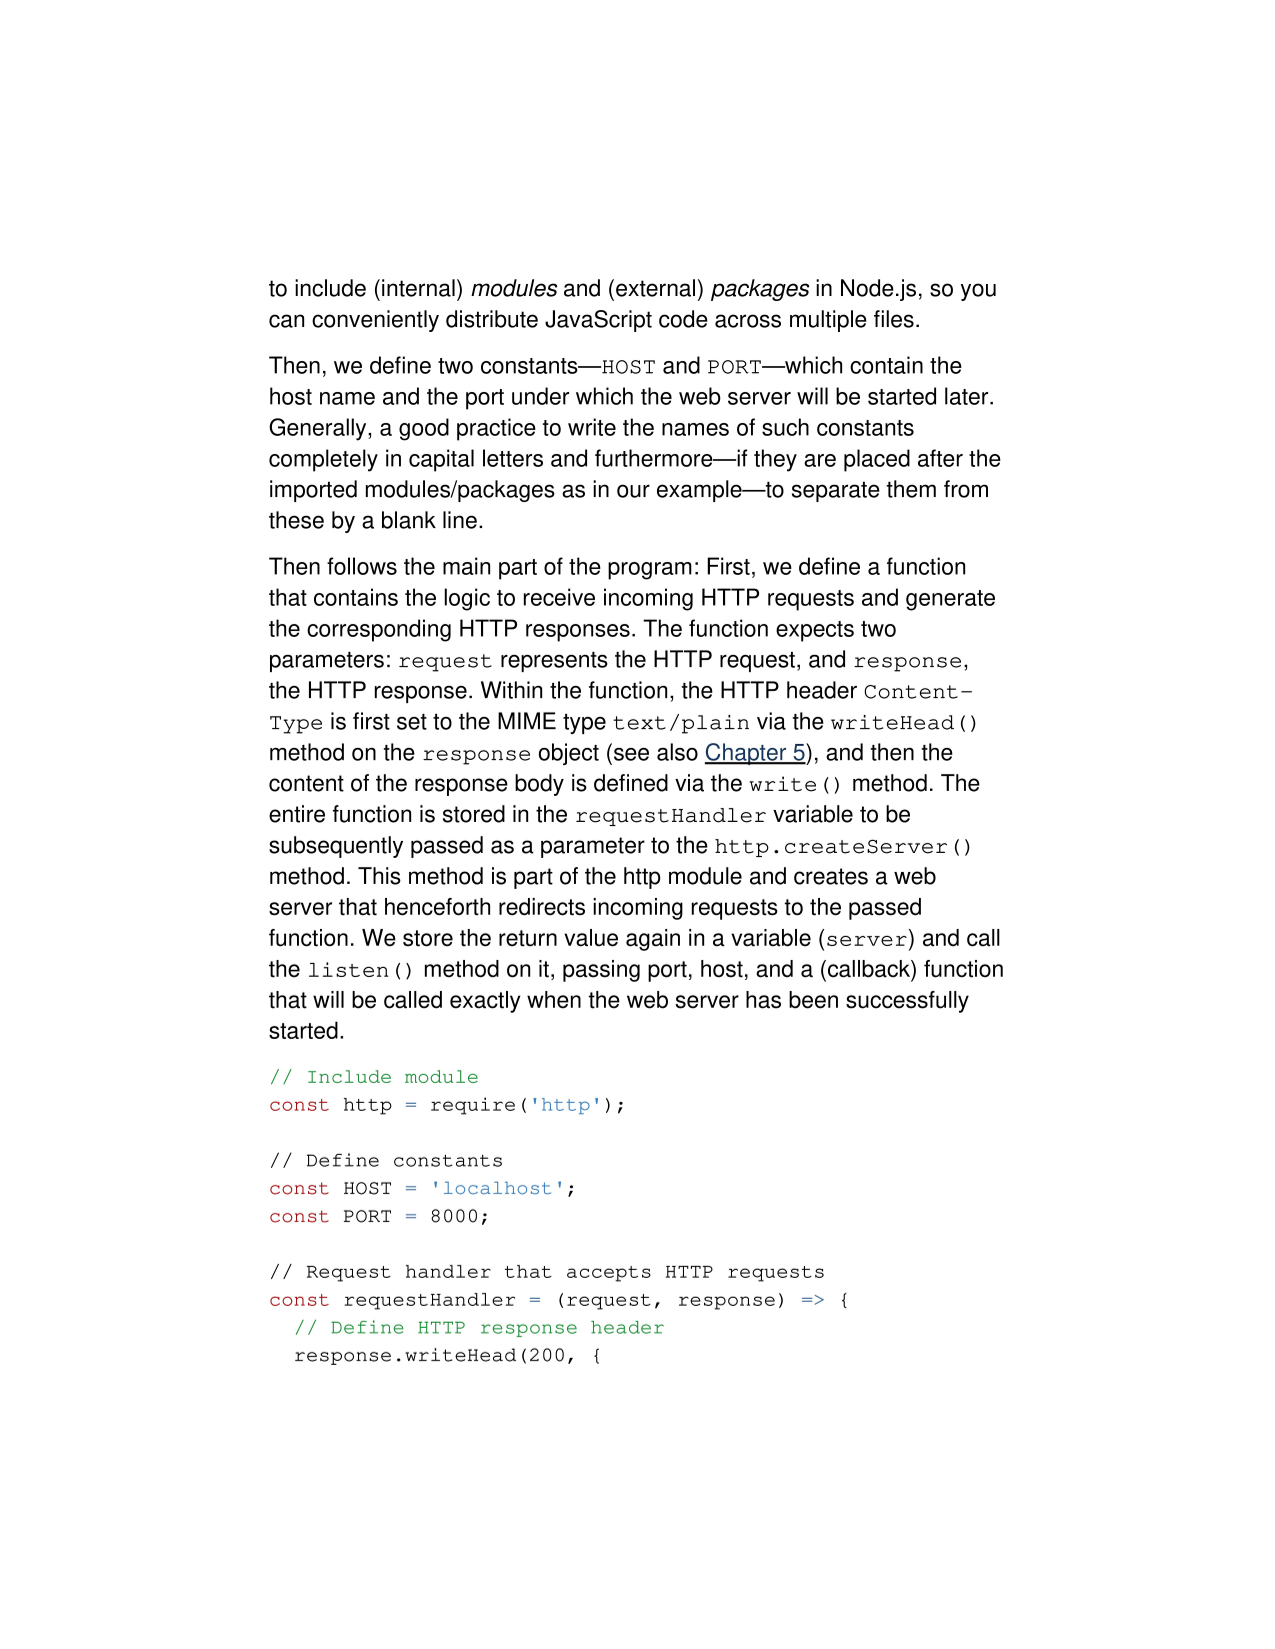 to include (internal) modules and (external) packages in Node.js, so you
can conveniently distribute JavaScript code across multiple files.
Then, we define two constants—HOST and PORT—which contain the
host name and the port under which the web server will be started later.
Generally, a good practice to write the names of such constants
completely in capital letters and furthermore—if they are placed after the
imported modules/packages as in our example—to separate them from
these by a blank line.
Then follows the main part of the program: First, we define a function
that contains the logic to receive incoming HTTP requests and generate
the corresponding HTTP responses. The function expects two
parameters: request represents the HTTP request, and response,
the HTTP response. Within the function, the HTTP header Content-
Type is first set to the MIME type text/plain via the writeHead()
method on the response object (see also Chapter 5), and then the
content of the response body is defined via the write() method. The
entire function is stored in the requestHandler variable to be
subsequently passed as a parameter to the http.createServer()
method. This method is part of the http module and creates a web
server that henceforth redirects incoming requests to the passed
function. We store the return value again in a variable (server) and call
the listen() method on it, passing port, host, and a (callback) function
that will be called exactly when the web server has been successfully
started.
// Include module
const http = require('http');
// Define constants
const HOST = 'localhost';
const PORT = 8000;
// Request handler that accepts HTTP requests
const requestHandler = (request, response) => {
  // Define HTTP response header
  response.writeHead(200, {